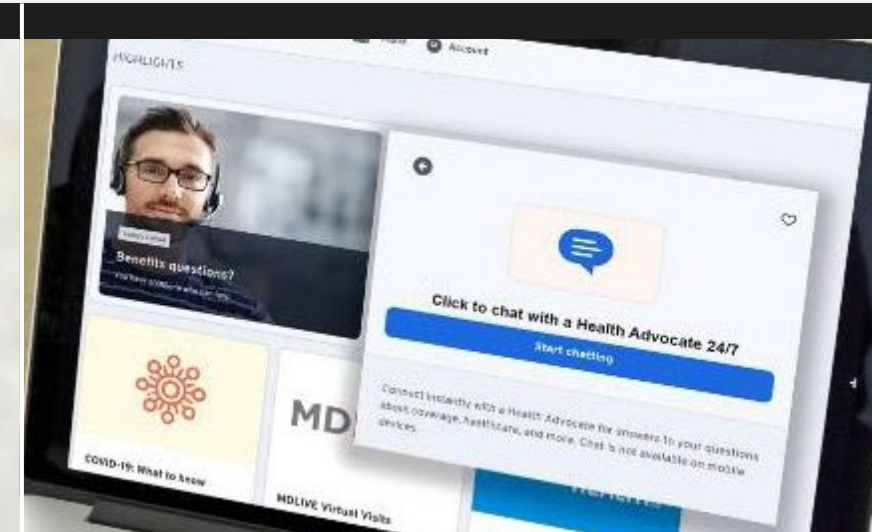 Account
HIGHLIGHTS
Benefits questions?
Click to chat with a Health Advocate 24/7
Start chatting
Connect instantly with a Health Advocate for answers to your questions
about coverage, healthcare, and more. Chat is not available on mobile
devices.
MD
COVID-19: What to know
MDLIVE Virtual Visits